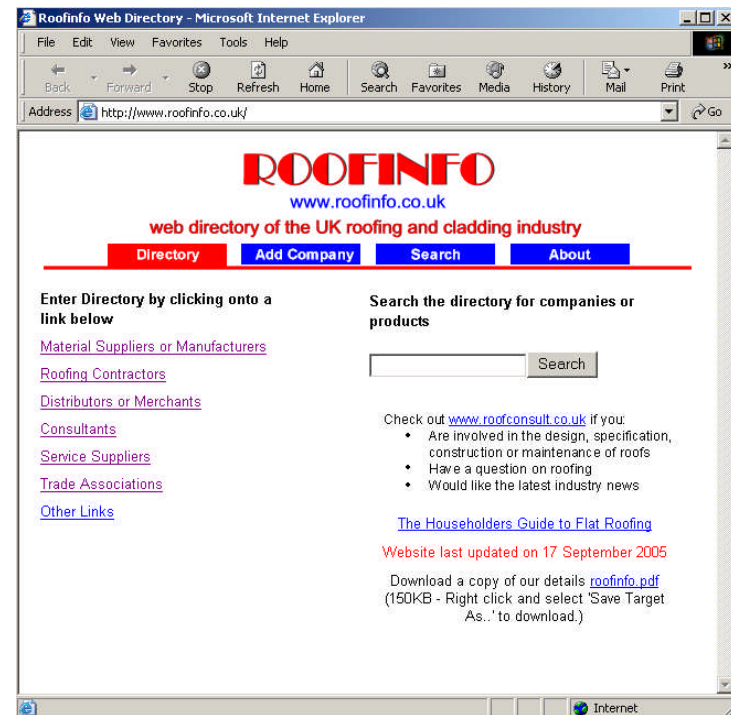 Roofinfo Web Directory - Microsoft Internet Explorer
File Edit View Favorites Tools Help
Back Forward Stop Refresh Home Search Favorites Media History Mail Print
Address http://www.roofinfo.co.uk/ Go
ROOFINFO
www.roofinfo.co.uk
web directory of the UK roofing and cladding industry
Directory Add Company Search About
Enter Directory by clicking onto a
link below
Material Suppliers or Manufacturers
Roofing Contractors
Distributors or Merchants
Consultants
Service Suppliers
Trade Associations
Other Links
Search the directory for companies or
products
Search
Check out www.roofconsult.co.uk if you:
• Are involved in the design, specification,
construction or maintenance of roofs
• Have a question on roofing
• Would like the latest industry news
The Householders Guide to Flat Roofing
Website last updated on 17 September 2005
Download a copy of our details roofinfo.pdf
(150KB - Right click and select 'Save Target
As..' to download.)
Internet